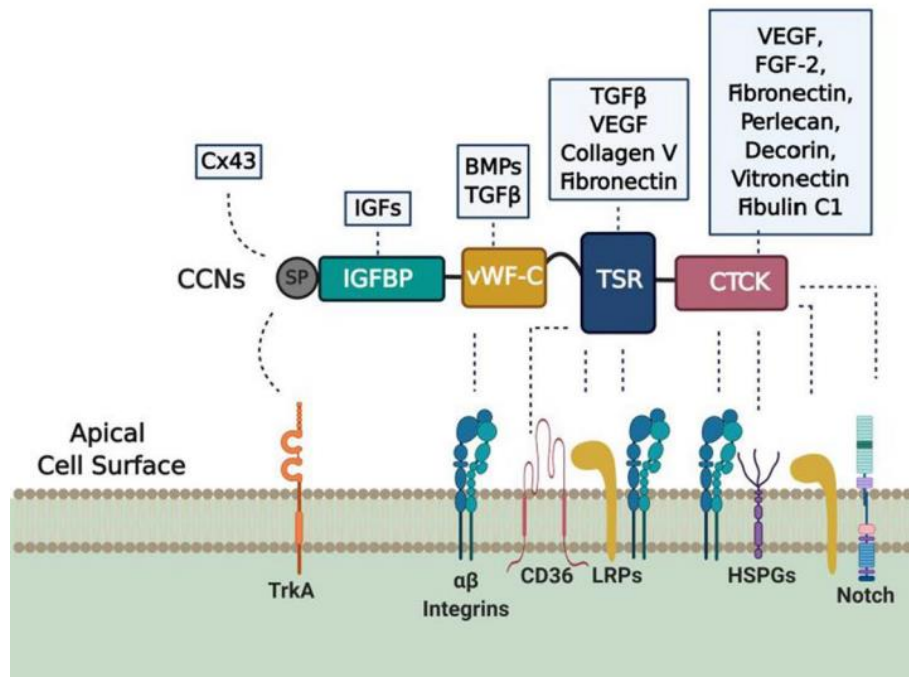 VEGF,
FGF-2,
Fibronectin,
Perlecan,
Decorin,
Vitronectin
Fibulin C1
TGFβ
VEGF
Collagen V
Fibronectin
BMPs
TGFβ
Cx43
IGFs
CCNs
SP
IGFBP
vWF-C
TSR
CTCK
Apical
Cell Surface
TrkA
αβ
Integrins
CD36
LRPs
HSPGs
Notch